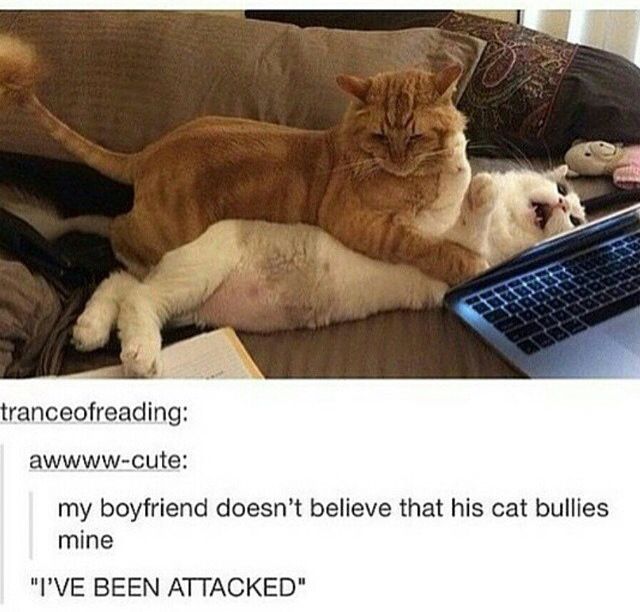 tranceofreading:
awwww-cute:
my boyfriend doesn't believe that his cat bullies
mine
"I'VE BEEN ATTACKED"